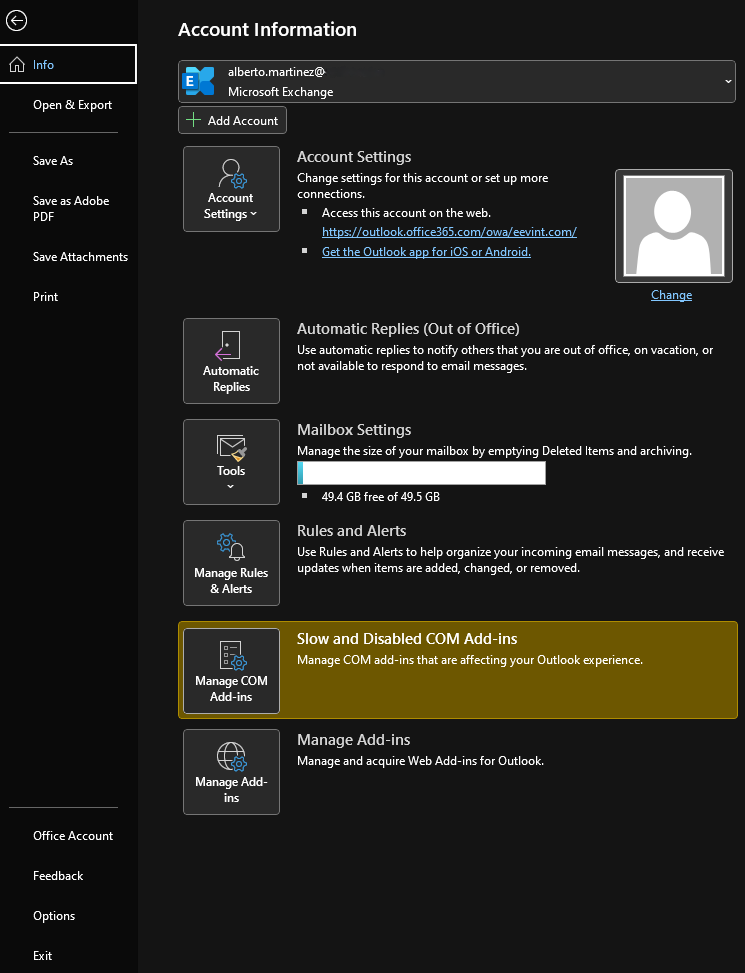 Account Information
Info
Open & Export
Save As
Save as Adobe
PDF
Save Attachments
Print
Office Account
Feedback
Options
Exit
E
alberto.martinez@
Microsoft Exchange
Add Account
Account
Settings
Account Settings
Change settings for this account or set up more
connections.
Access this account on the web.
https://outlook.office365.com/owa/eevint.com/
Get the Outlook app for iOS or Android.
Change
Automatic
Replies
Automatic Replies (Out of Office)
Use automatic replies to notify others that you are out of office, on vacation, or
not available to respond to email messages.
Tools
Mailbox Settings
Manage the size of your mailbox by emptying Deleted Items and archiving.
49.4 GB free of 49.5 GB
Manage Rules
& Alerts
Rules and Alerts
Use Rules and Alerts to help organize your incoming email messages, and receive
updates when items are added, changed, or removed.
Manage COM
Add-ins
Slow and Disabled COM Add-ins
Manage COM add-ins that are affecting your Outlook experience.
Manage Add-
ins
Manage Add-ins
Manage and acquire Web Add-ins for Outlook.